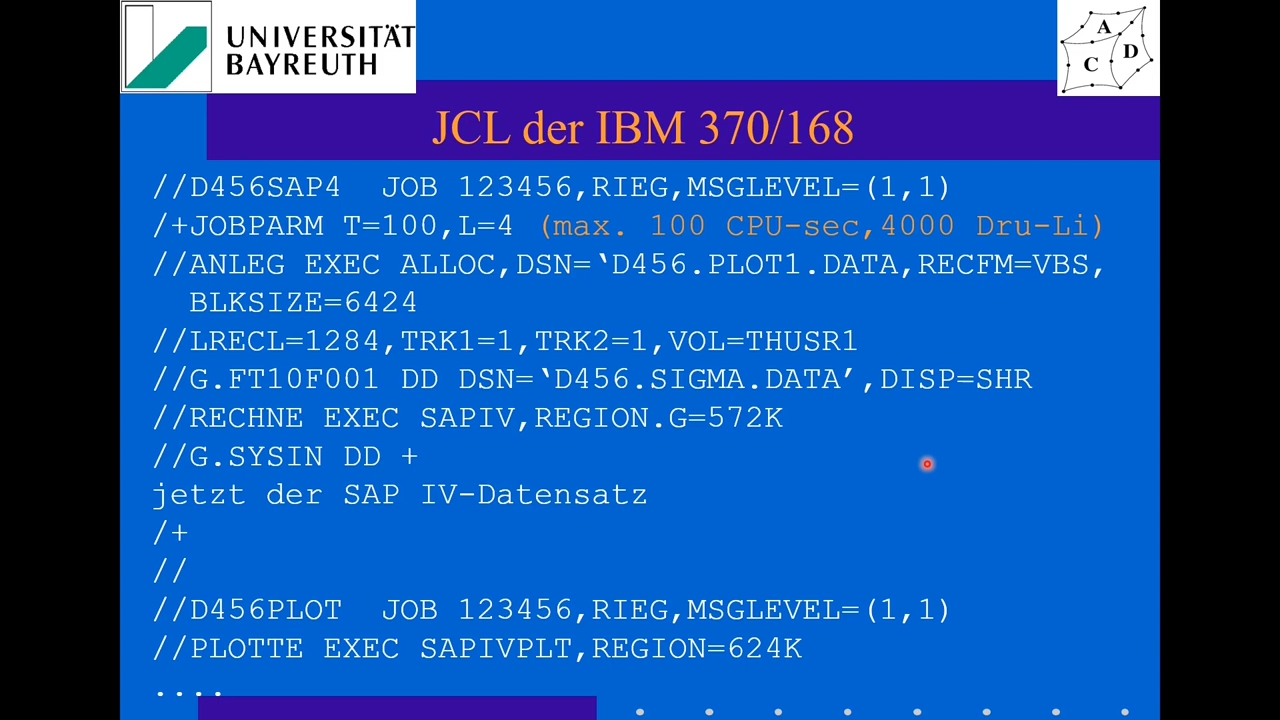 UNIVERSITÄT
BAYREUTH
A
D
C
JCL der IBM 370/168
//D456SAP4  JOB 123456,RIEG,MSGLEVEL=(1,1)
/+JOBPARM T=100,L=4 (max. 100 CPU-sec,4000 Dru-Li)
//ANLEG EXEC ALLOC,DSN=‘D456.PLOT1.DATA,RECFM=VBS,
BLKSIZE=6424
//LRECL=1284,TRK1=1,TRK2=1,VOL=THUSR1
//G.FT10F001 DD DSN=‘D456.SIGMA.DATA’,DISP=SHR
//RECHNE EXEC SAPIV,REGION.G=572K
//G.SYSIN DD +
jetzt der SAP IV-Datensatz
/+
//
//D456PLOT  JOB 123456,RIEG,MSGLEVEL=(1,1)
//PLOTTE EXEC SAPIVPLT,REGION=624K
....